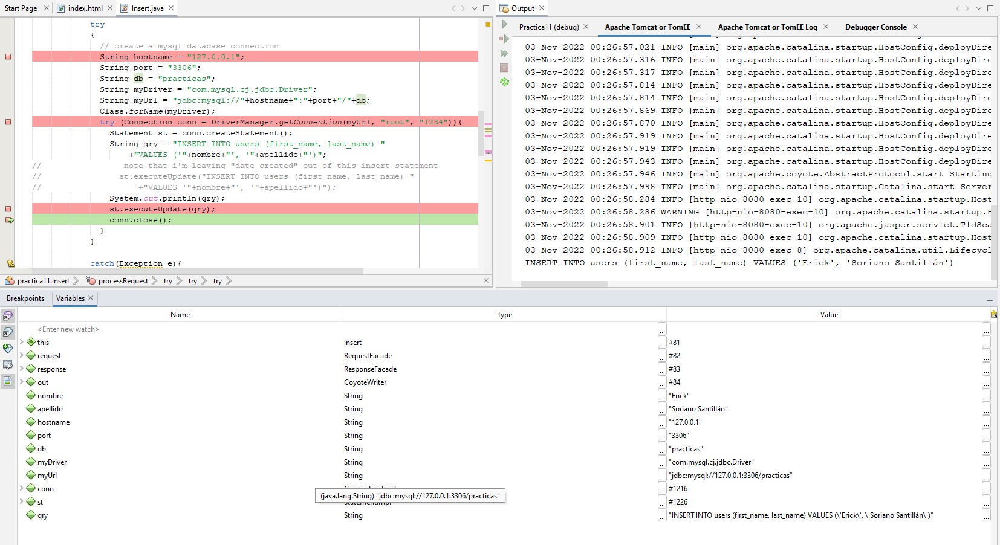 Start Page
index.html
Insert.java
try
{
// create a mysql database connection
String hostname = "127.0.0.1";
String port = "3306";
String db = "practicas";
String myDriver = "com.mysql.cj.jdbc.Driver";
String myUrl = "jdbc:mysql://"+hostname+":"+port+"/"+db;
Class.forName(myDriver);
try (Connection conn = DriverManager.getConnection(myUrl, "root", "1234")){
Statement st = conn.createStatement();
String qry = "INSERT INTO users (first_name, last_name) "
+"VALUES ('"+nombre+"', '"+apellido+"')";
// note that i'm leaving "date_created" out of this insert statement
// st.executeUpdate("INSERT INTO users (first_name, last_name) "
// +"VALUES '"+nombre+"', '"+apellido+"')");
System.out.println(qry);
st.executeUpdate(qry);
conn.close();
}
}
catch(Exception e){
practica11.Insert processRequest try try try
Output
Practica11 (debug) Apache Tomcat or TomEE Apache Tomcat or TomEE Log Debugger Console
03-Nov-2022 00:26:57.021 INFO [main] org.apache.catalina.startup.HostConfig.deployDire
03-Nov-2022 00:26:57.316 INFO [main] org.apache.catalina.startup.HostConfig.deployDire
03-Nov-2022 00:26:57.317 INFO [main] org.apache.catalina.startup.HostConfig.deployDire
03-Nov-2022 00:26:57.814 INFO [main] org.apache.catalina.startup.HostConfig.deployDire
03-Nov-2022 00:26:57.814 INFO [main] org.apache.catalina.startup.HostConfig.deployDire
03-Nov-2022 00:26:57.869 INFO [main] org.apache.catalina.startup.HostConfig.deployDire
03-Nov-2022 00:26:57.870 INFO [main] org.apache.catalina.startup.HostConfig.deployDire
03-Nov-2022 00:26:57.919 INFO [main] org.apache.catalina.startup.HostConfig.deployDire
03-Nov-2022 00:26:57.919 INFO [main] org.apache.catalina.startup.HostConfig.deployDire
03-Nov-2022 00:26:57.943 INFO [main] org.apache.catalina.startup.HostConfig.deployDire
03-Nov-2022 00:26:57.946 INFO [main] org.apache.coyote.AbstractProtocol.start Starting
03-Nov-2022 00:26:57.998 INFO [main] org.apache.catalina.startup.Catalina.start Server
03-Nov-2022 00:26:58.284 INFO [http-nio-8080-exec-10] org.apache.catalina.startup.Host
03-Nov-2022 00:26:58.286 WARNING [http-nio-8080-exec-10] org.apache.catalina.startup.H
03-Nov-2022 00:26:58.901 INFO [http-nio-8080-exec-10] org.apache.jasper.servlet.TldSca
03-Nov-2022 00:26:58.909 INFO [http-nio-8080-exec-10] org.apache.catalina.startup.Host
03-Nov-2022 00:26:58.912 INFO [http-nio-8080-exec-8] org.apache.catalina.util.Lifecycl
INSERT INTO users (first_name, last_name) VALUES ('Erick', 'Soriano Santillán')
Breakpoints Variables
Name Type Value
<Enter new watch>
this Insert #81
request RequestFacade #82
response ResponseFacade #83
out CoyoteWriter #84
nombre String "Erick"
apellido String "Soriano Santillán"
hostname String "127.0.0.1"
port String "3306"
db String "practicas"
myDriver String "com.mysql.cj.jdbc.Driver"
myUrl String "jdbc:mysql://127.0.0.1:3306/practicas"
conn #1216
(java.lang.String) "jdbc:mysql://127.0.0.1:3306/practicas"
st StatementImpl #1226
qry String "INSERT INTO users (first_name, last_name) VALUES (\'Erick\', \'Soriano Santillán\')"